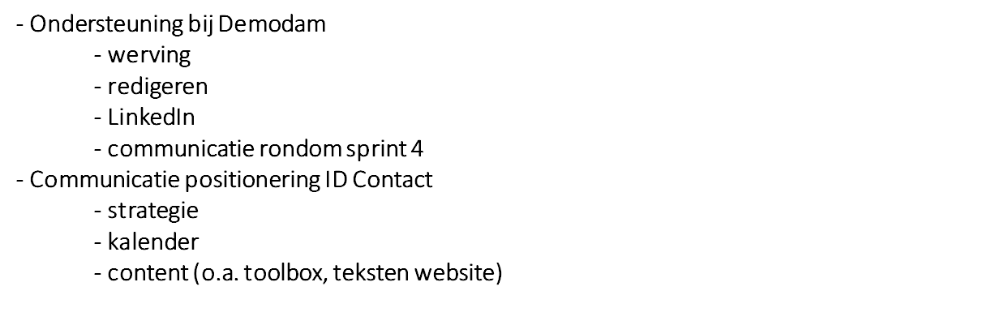 - Ondersteuning bij Demodam
- werving
- redigeren
- LinkedIn
- communicatie rondom sprint 4
- Communicatie positionering ID Contact
- strategie
- kalender
- content (o.a. toolbox, teksten website)